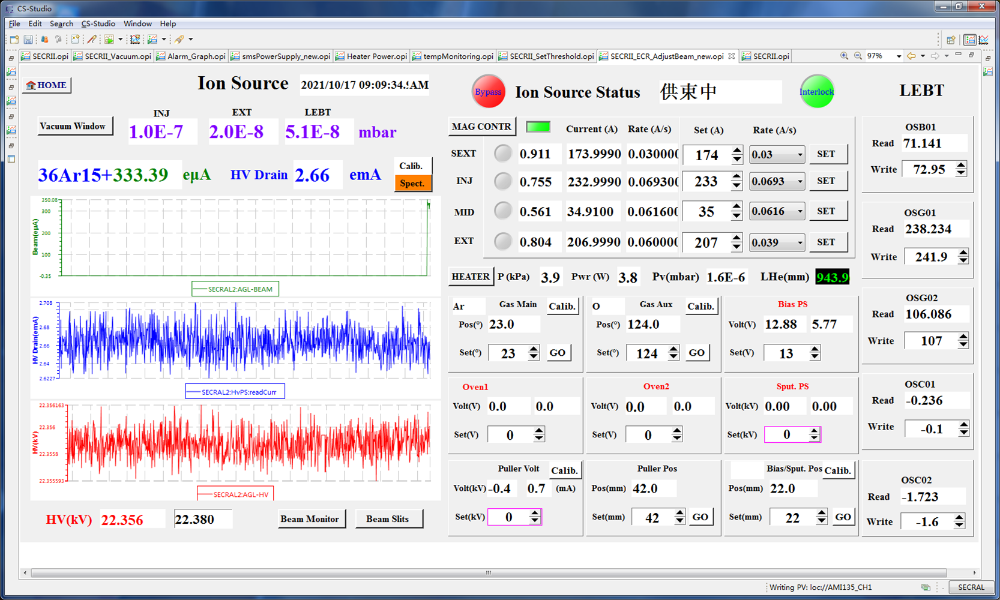 CS-Studio
File Edit Search CS-Studio Window Help
97%
SECRII.opi SECRII_Vacuum.opi Alarm_Graph.opi smsPowerSupply_new.opi Heater Power.opi tempMonitoring.opi SECRII_SetThreshold.opi SECRII_ECR_AdjustBeam_new.opi SECRII.opi
HOME
Ion Source
2021/10/17 09:09:34.9AM
Bypass
Ion Source Status
供束中
Interlock
LEBT
Vacuum Window
INJ EXT LEBT
1.0E-7 2.0E-8 5.1E-8 mbar
36Ar15+333.39 eμA HV Drain 2.66 emA
Calib.
Spect.
350.08
300
200
100
-0.35
Beam(eμA)
SECRAL2:AGL-BEAM
2.708
2.68
2.66
2.64
2.6227
HV Drain(emA)
SECRAL2:HvPS:readCurr
22.356163
22.356
22.3558
22.355593
HV(kV)
SECRAL2:AGL-HV
HV(kV) 22.356 22.380 Beam Monitor Beam Slits
MAG CONTR Current (A) Rate (A/s) Set (A) Rate (A/s)
SEXT 0.911 173.9990 0.030000 174 0.03 SET
INJ 0.755 232.9990 0.069300 233 0.0693 SET
MID 0.561 34.9100 0.061600 35 0.0616 SET
EXT 0.804 206.9990 0.060000 207 0.039 SET
HEATER P (kPa) 3.9 Pwr (W) 3.8 Pv(mbar) 1.6E-6 LHe(mm) 943.9
Ar Gas Main Calib.
Pos(°) 23.0
Set(°) 23 GO
O Gas Aux Calib.
Pos(°) 124.0
Set(°) 124 GO
Bias PS
Volt(V) 12.88 5.77
Set(V) 13
Oven1
Volt(V) 0.0 0.0
Set(V) 0
Oven2
Volt(V) 0.0 0.0
Set(V) 0
Sput. PS
Volt(kV) 0.00 0.00
Set(kV) 0
Puller Volt Calib.
Volt(kV) -0.4 0.7 (mA)
Set(kV) 0
Puller Pos
Pos(mm) 42.0
Set(mm) 42 GO
Bias/Sput. Pos Calib.
Pos(mm) 22.0
Set(mm) 22 GO
OSB01
Read 71.141
Write 72.95
OSG01
Read 238.234
Write 241.9
OSG02
Read 106.086
Write 107
OSC01
Read -0.236
Write -0.1
OSC02
Read -1.723
Write -1.6
Writing PV: loc://AMI135_CH1
SECRAL